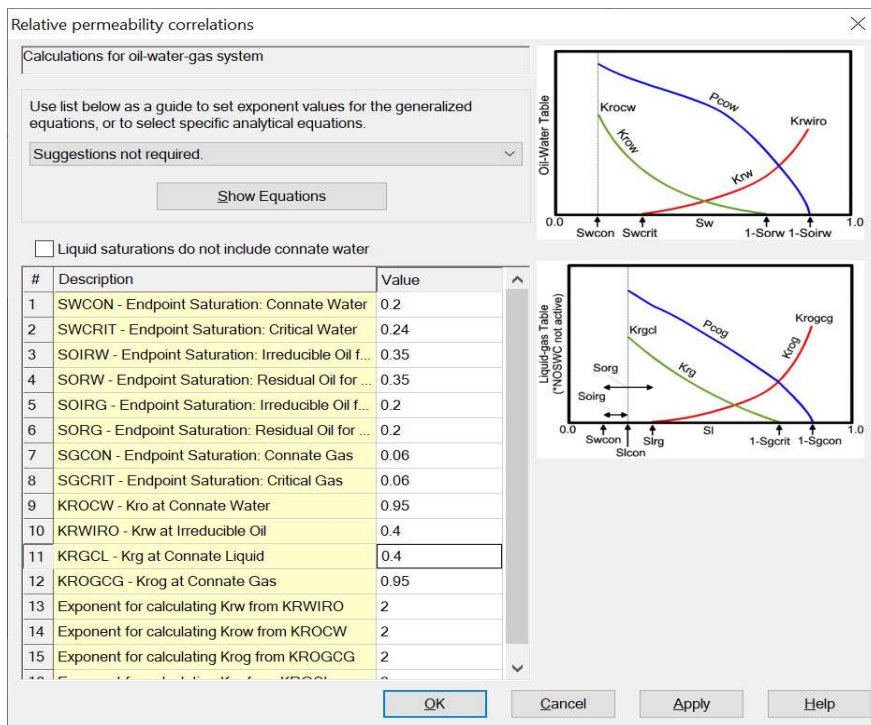 Relative permeability correlations
Calculations for oil-water-gas system
Use list below as a guide to set exponent values for the generalized
equations, or to select specific analytical equations.
Suggestions not required.
Show Equations
Liquid saturations do not include connate water
# Description Value
1 SWCON - Endpoint Saturation: Connate Water 0.2
2 SWCRIT - Endpoint Saturation: Critical Water 0.24
3 SOIRW - Endpoint Saturation: Irreducible Oil f... 0.35
4 SORW - Endpoint Saturation: Residual Oil for ... 0.35
5 SOIRG - Endpoint Saturation: Irreducible Oil f... 0.2
6 SORG - Endpoint Saturation: Residual Oil for ... 0.2
7 SGCON - Endpoint Saturation: Connate Gas 0.06
8 SGCRIT - Endpoint Saturation: Critical Gas 0.06
9 KROCW - Kro at Connate Water 0.95
10 KRWIRO - Krw at Irreducible Oil 0.4
11 KRGCL - Krg at Connate Liquid 0.4
12 KROGCG - Krog at Connate Gas 0.95
13 Exponent for calculating Krw from KRWIRO 2
14 Exponent for calculating Krow from KROCW 2
15 Exponent for calculating Krog from KROGCG 2
OK Cancel Apply Help
Oil-Water Table
Krocw
Pcow
Krwiro
Krow
Krw
0.0 Sw 1.0
Swcon Swcrit 1-Sorw 1-Soirw
Liquid-gas Table
(*NOSWC not active)
Krogcg
Krgcl
Pcog
Krog
Krg
Sorg
Soirg
0.0 Swcon Slrg Sl 1-Sgcrit 1-Sgcon 1.0
Slcon